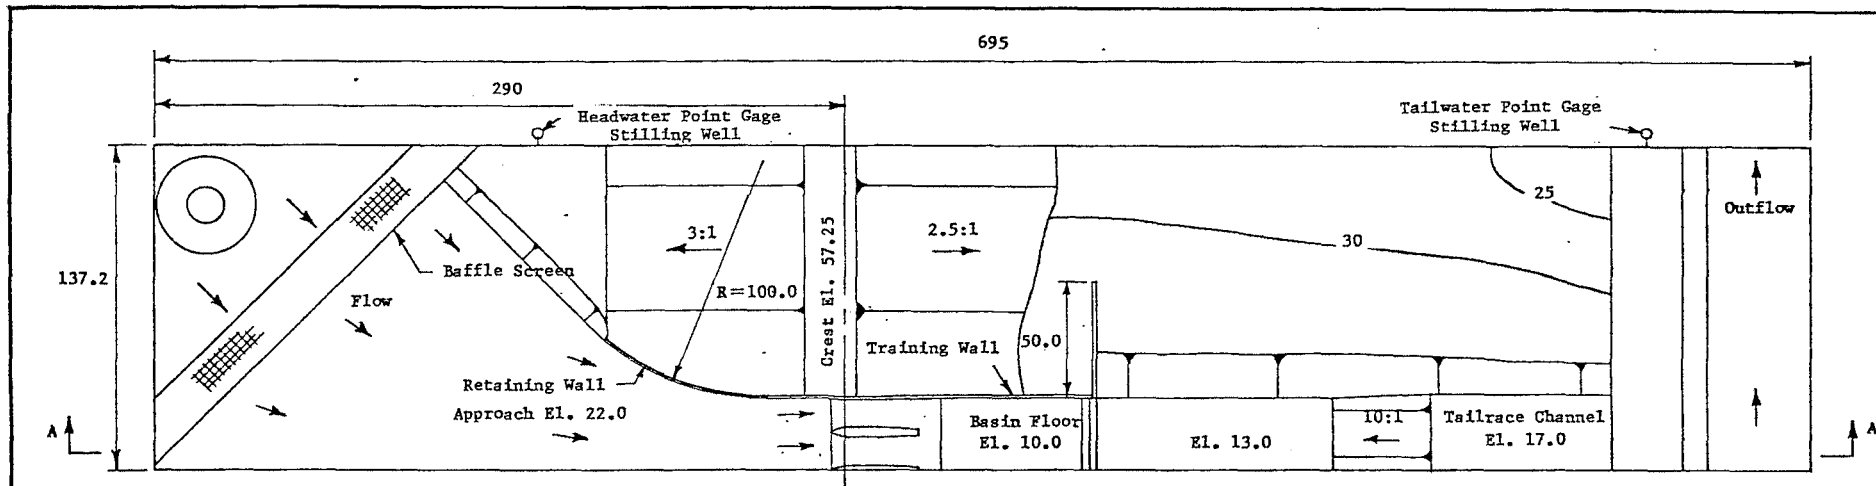 695
290
Headwater Point Gage
Stilling Well
Tailwater Point Gage
Stilling Well
137.2
3:1
Crest El. 57.25
2.5:1
25
Outflow
30
Baffle Screen
R=100.0
Flow
50.0
Training Wall
Retaining Wall
Approach El. 22.0
Basin Floor
El. 10.0
El. 13.0
10:1
Tailrace Channel
El. 17.0
A
A